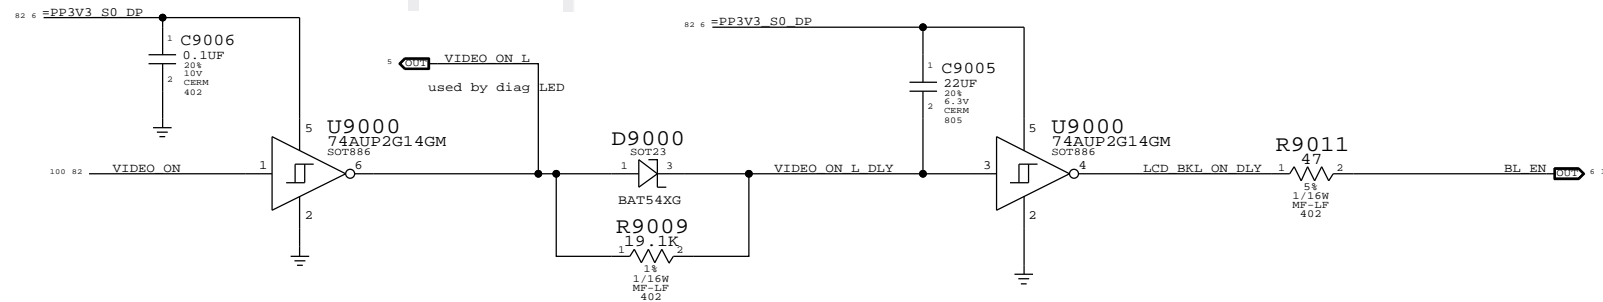 82 6 =PP3V3_S0_DP
1 C9006
0.1UF
20%
10V
2 CERM
402
5 OUT VIDEO_ON_L
used by diag LED
5
U9000
74AUP2G14GM
SOT886
100 82 VIDEO_ON 1 6
2
D9000
SOT23
1 3
BAT54XG
R9009
19.1K
1 2
1%
1/16W
MF-LF
402
82 6 =PP3V3_S0_DP
1 C9005
22UF
20%
2 6.3V
CERM
805
VIDEO_ON_L_DLY 3
5
U9000
74AUP2G14GM
SOT886
4
2
LCD_BKL_ON_DLY
R9011
47
1 2
5%
1/16W
MF-LF
402
BL_EN OUT 6